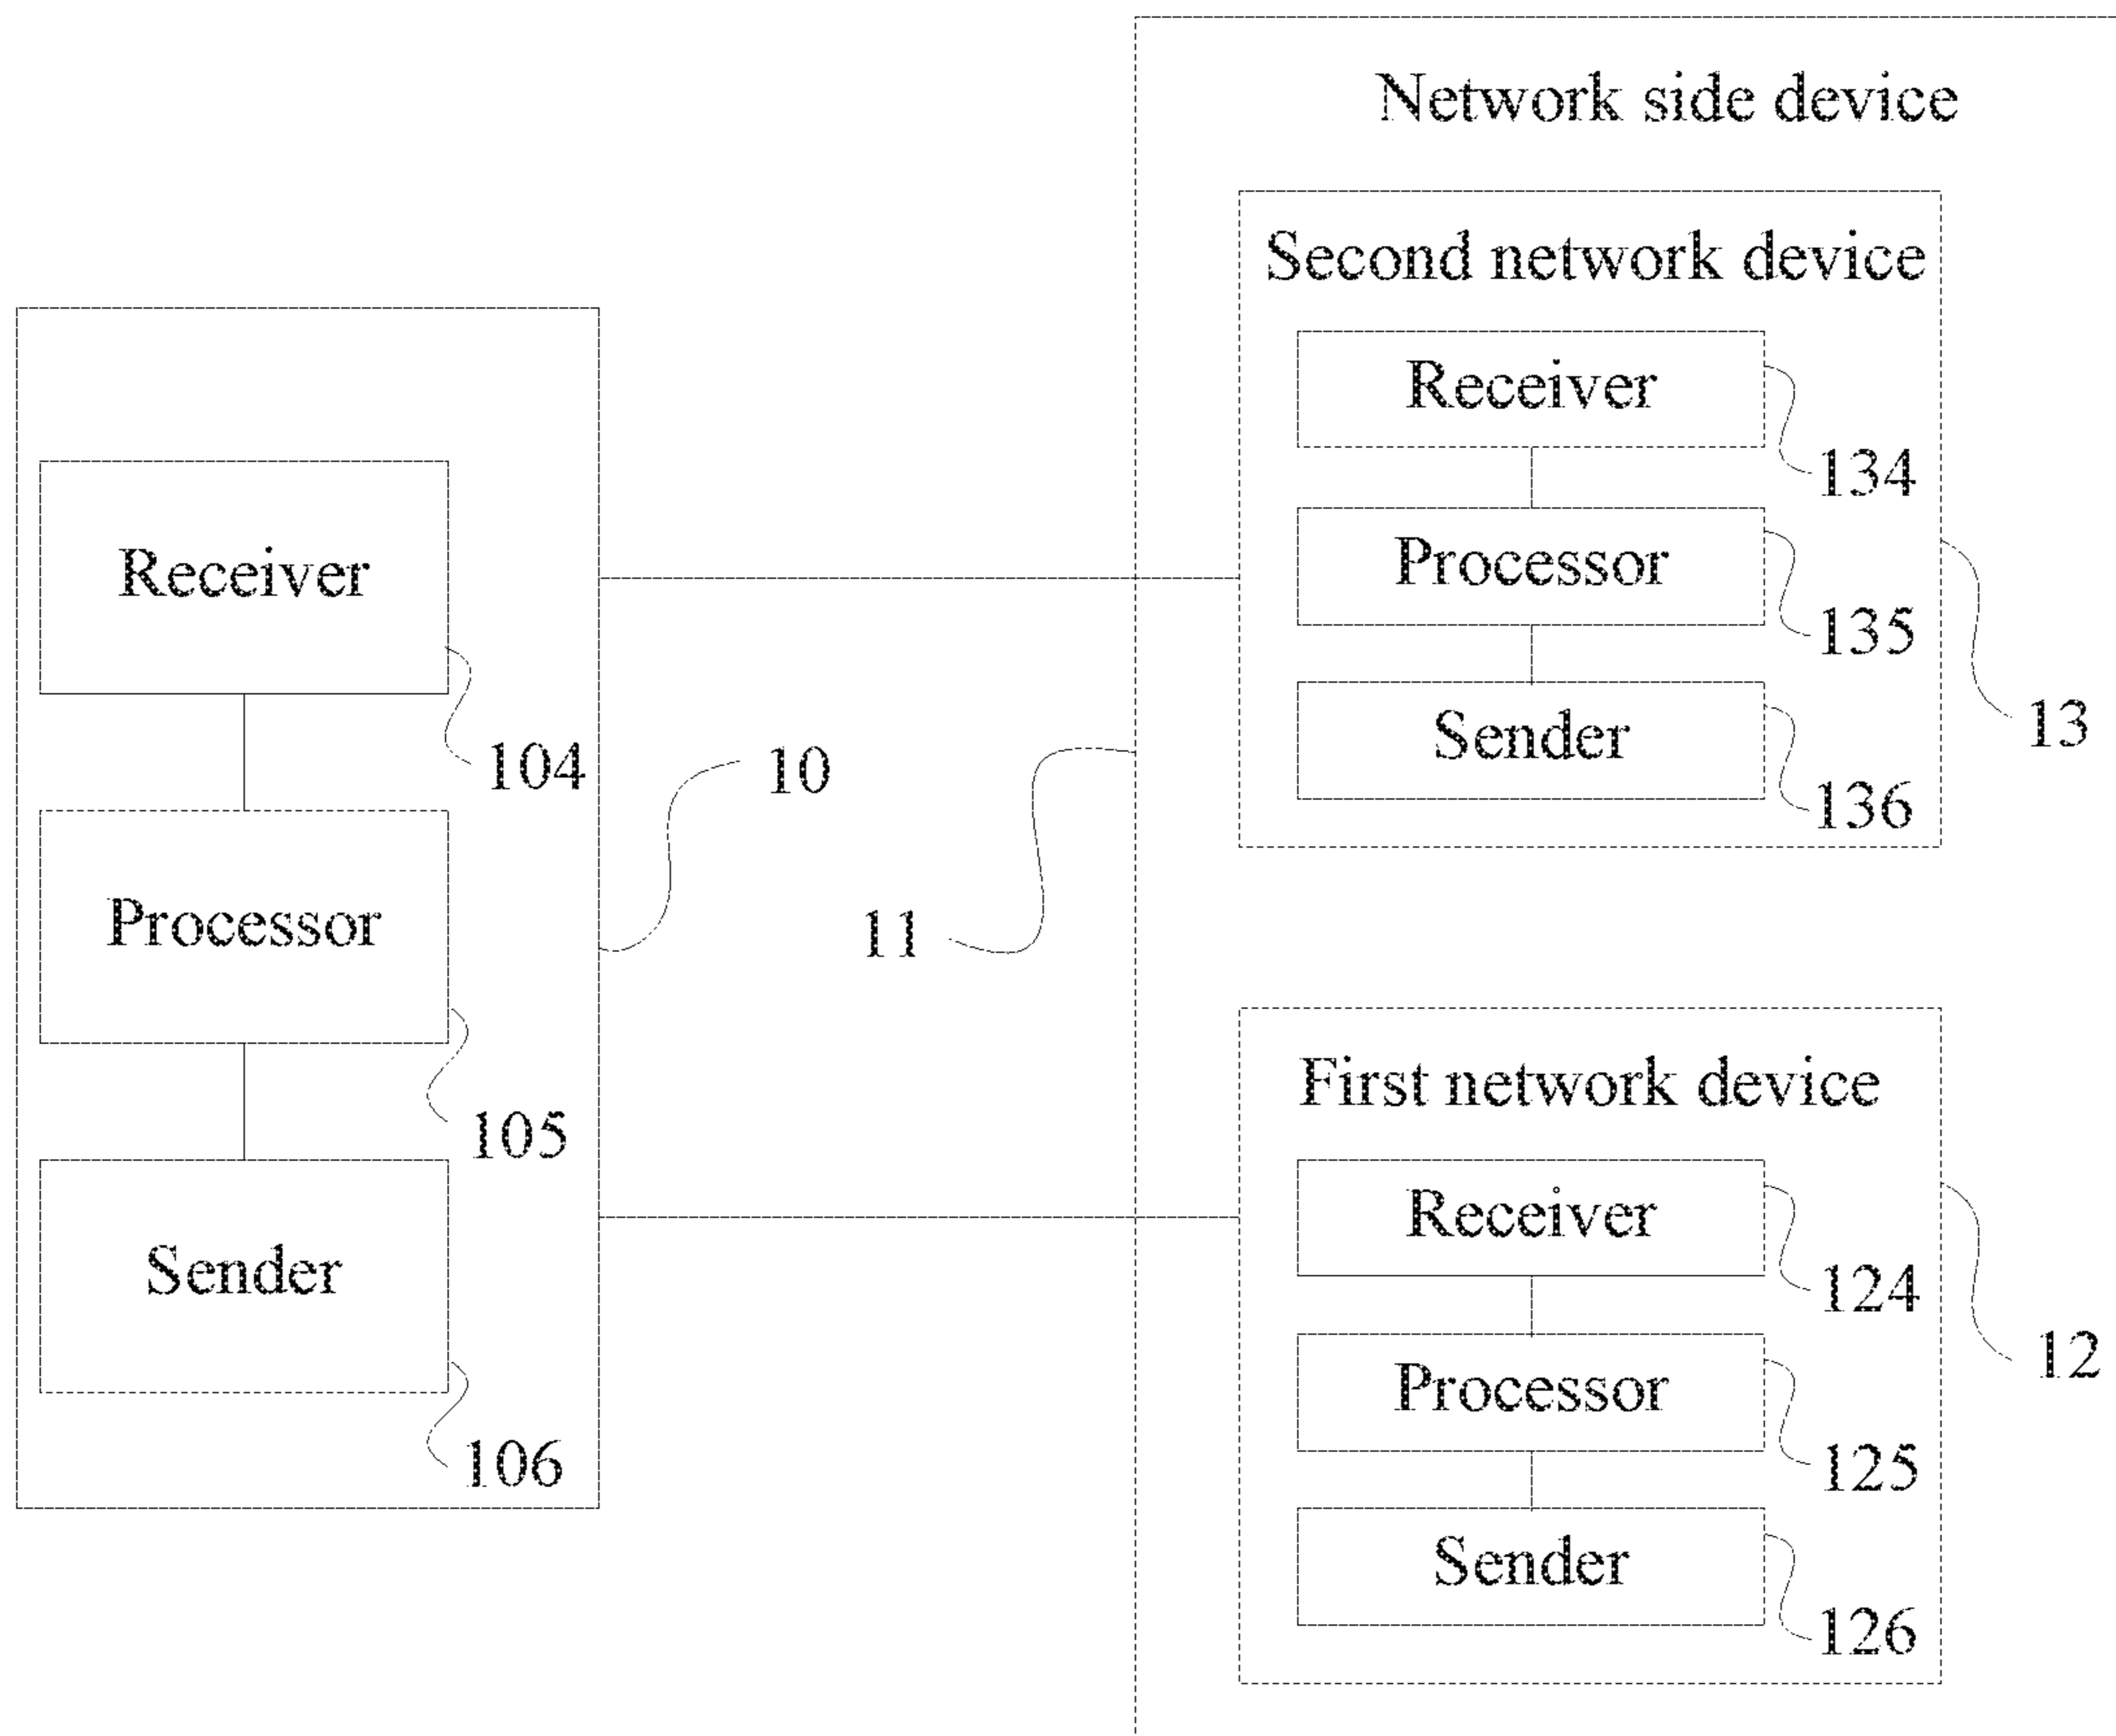 Network side device
Second network device
Receiver
134
Processor
135
Sender
136
13
Receiver
104
Processor
105
Sender
106
10
11
First network device
Receiver
124
Processor
125
Sender
126
12